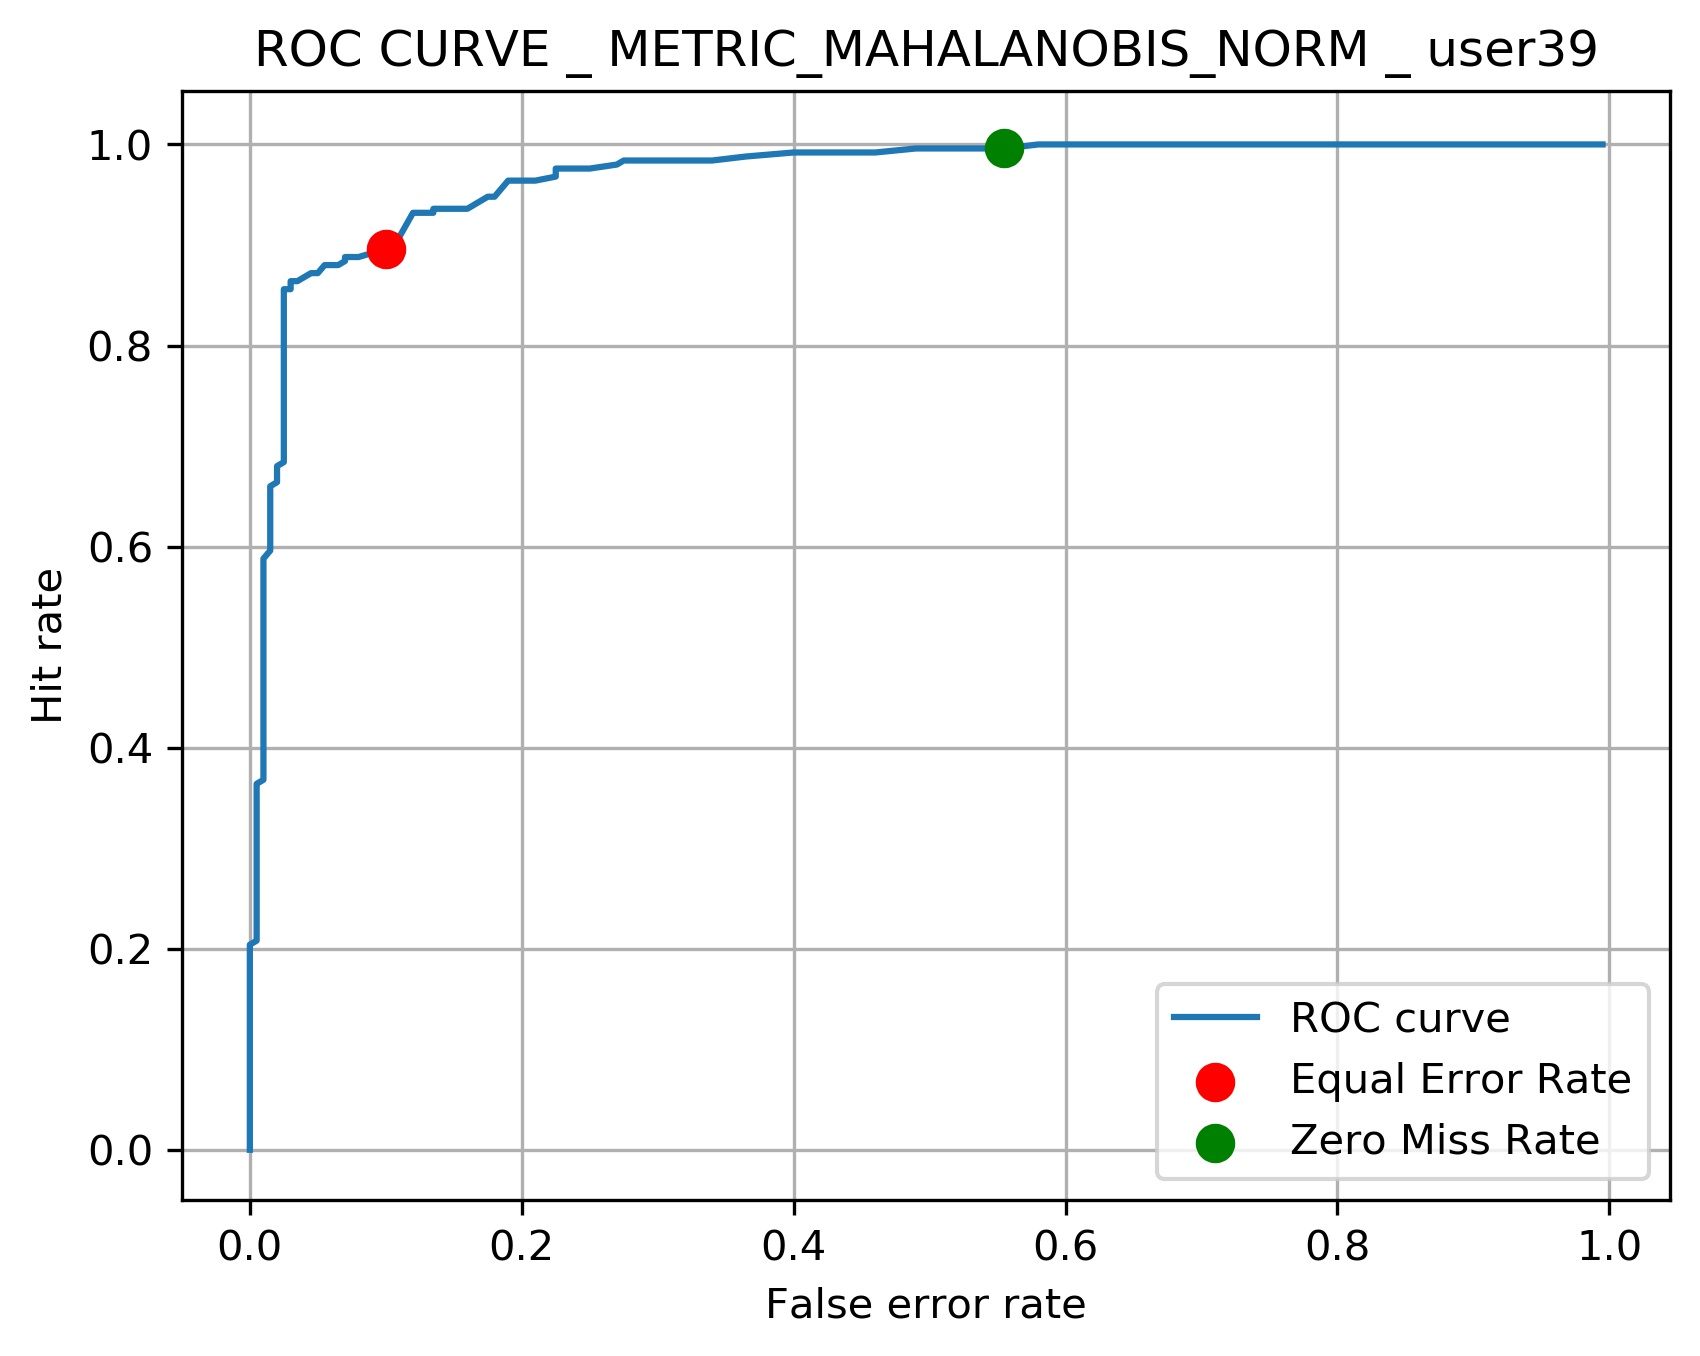 ROC CURVE _ METRIC_MAHALANOBIS_NORM _ user39
1.0
0.8
0.6
0.4
0.2
0.0
Hit rate
0.0 0.2 0.4 0.6 0.8 1.0
False error rate
ROC curve
Equal Error Rate
Zero Miss Rate